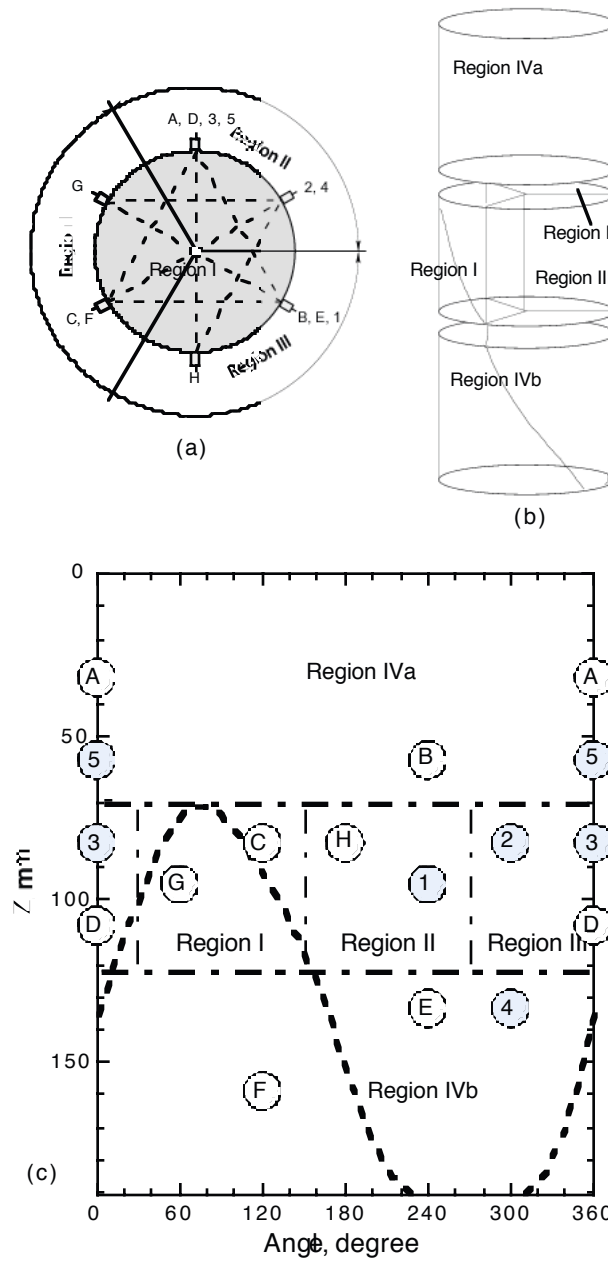 Region IVa
A, D, 3, 5
Region II
G
2, 4
Region I
Region I
Region II
C, F
B, E, 1
Region III
H
Region IVb
(a)
(b)
0
Region IVa
A
A
50
5
B
5
3
C
H
2
3
G
1
100
D
D
Region I
Region II
Region III
E
4
150
F
Region IVb
(c)
0
60
120
180
240
300
360
Angle, degree